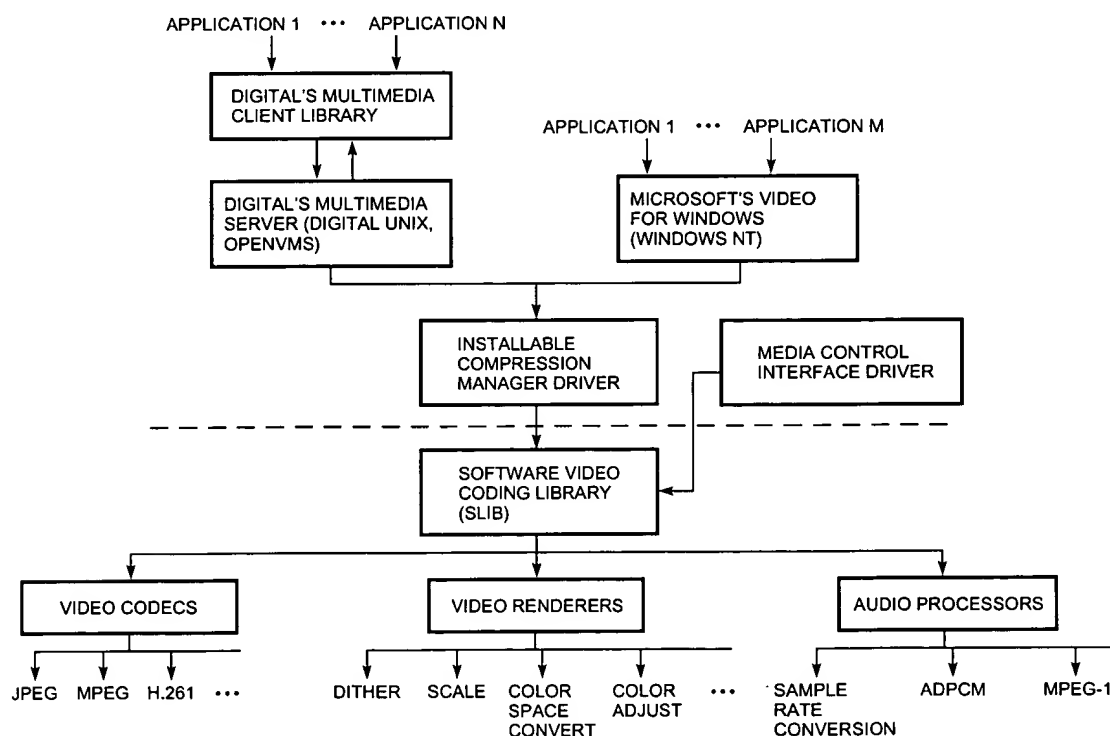 APPLICATION 1 ••• APPLICATION N
DIGITAL'S MULTIMEDIA
CLIENT LIBRARY
APPLICATION 1 ••• APPLICATION M
DIGITAL'S MULTIMEDIA
SERVER (DIGITAL UNIX,
OPENVMS)
MICROSOFT'S VIDEO
FOR WINDOWS
(WINDOWS NT)
INSTALLABLE
COMPRESSION
MANAGER DRIVER
MEDIA CONTROL
INTERFACE DRIVER
SOFTWARE VIDEO
CODING LIBRARY
(SLIB)
VIDEO CODECS
VIDEO RENDERERS
AUDIO PROCESSORS
JPEG
MPEG
H.261
•••
DITHER
SCALE
COLOR
SPACE
CONVERT
COLOR
ADJUST
•••
SAMPLE
RATE
CONVERSION
ADPCM
MPEG-1